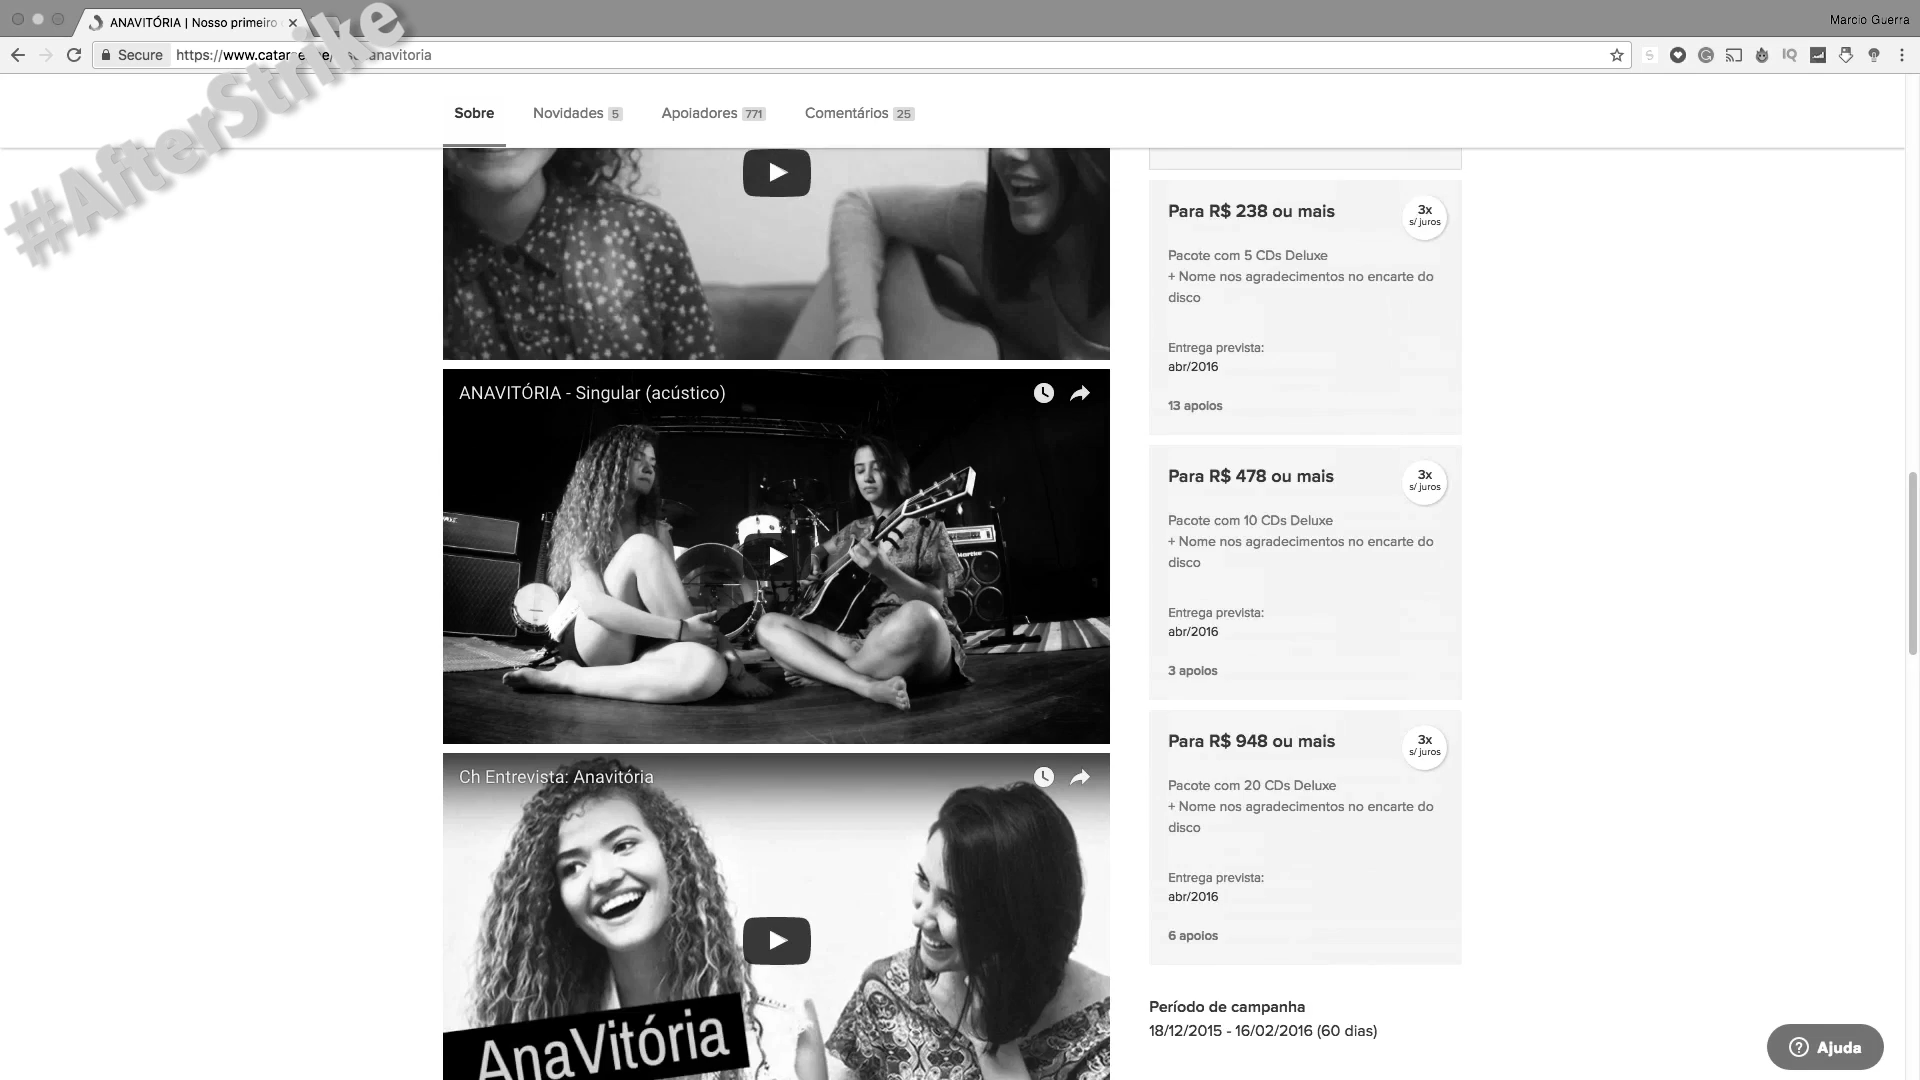 ANAVITÓRIA | Nosso primeiro
Marcio Guerra
Secure
https://www.catar
anavitoria
#AfterStrike
Sobre
Novidades 5
Apoiadores 771
Comentários 25
Para R$ 238 ou mais
3x
s/ juros
Pacote com 5 CDs Deluxe
+ Nome nos agradecimentos no encarte do
disco
Entrega prevista:
abr/2016
13 apoios
ANAVITÓRIA - Singular (acústico)
Hartke
Para R$ 478 ou mais
3x
s/ juros
Pacote com 10 CDs Deluxe
+ Nome nos agradecimentos no encarte do
disco
Entrega prevista:
abr/2016
3 apoios
Ch Entrevista: Anavitória
AnaVitória
Para R$ 948 ou mais
3x
s/ juros
Pacote com 20 CDs Deluxe
+ Nome nos agradecimentos no encarte do
disco
Entrega prevista:
abr/2016
6 apoios
Período de campanha
18/12/2015 - 16/02/2016 (60 dias)
Ajuda